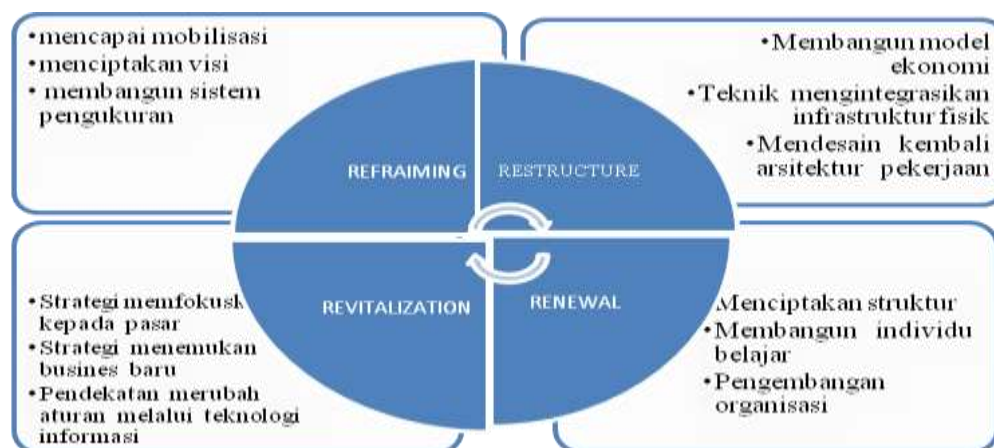 •mencapai mobilisasi
•menciptakan visi
• membangun sistem
pengukuran
•Membangun model
ekonomi
•Teknik mengintegrasikan
infrastruktur fisik
•Mendesain kembali
arsitektur pekerjaan
REFRAIMING
RESTRUCTURE
REVITALIZATION
RENEWAL
•Strategi
kepada pasar
•Strategi menemukan
busines baru
•Pendekatan merubah
aturan melalui teknologi
informasi
Menciptakan struktur
•Membangun individu
belajar
•Pengembangan
organisasi